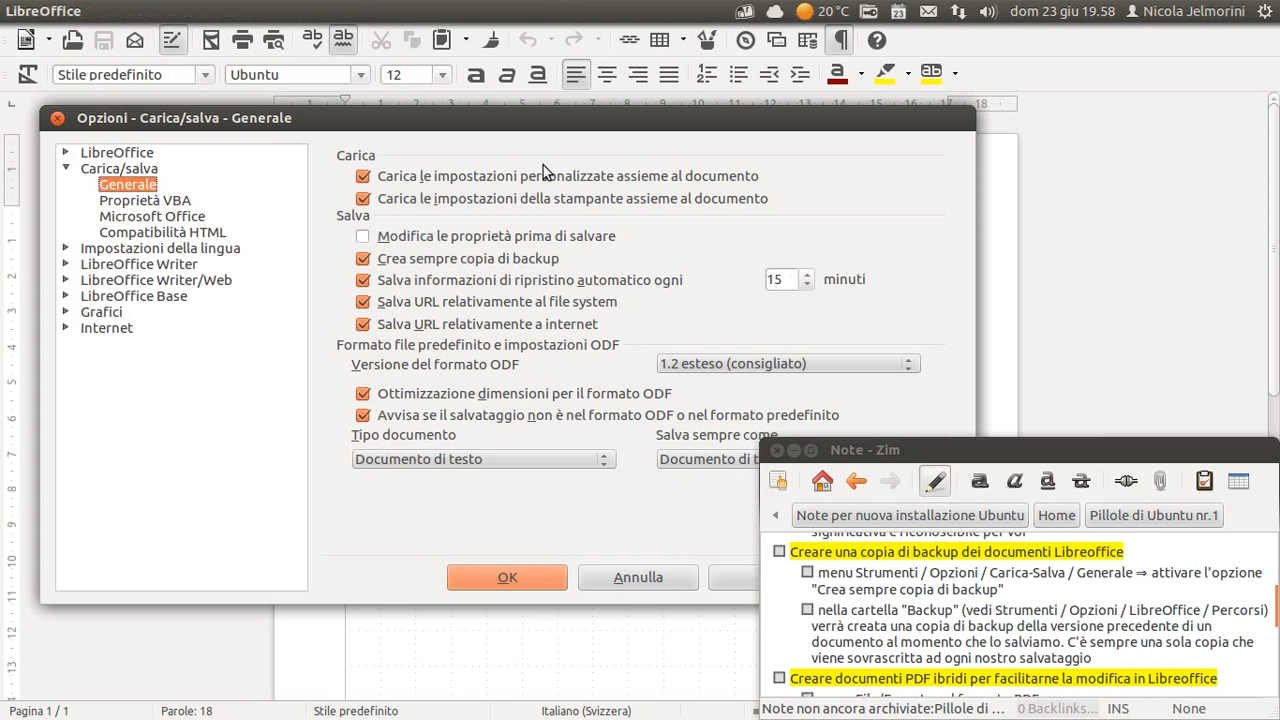 LibreOffice
20 °C
23
dom 23 giu 19.58
Nicola Jelmorini
Stile predefinito
Ubuntu
12
Opzioni - Carica/salva - Generale
LibreOffice
Carica/salva
Generale
Proprietà VBA
Microsoft Office
Compatibilità HTML
Impostazioni della lingua
LibreOffice Writer
LibreOffice Writer/Web
LibreOffice Base
Grafici
Internet
Carica
Carica le impostazioni personalizzate assieme al documento
Carica le impostazioni della stampante assieme al documento
Salva
Modifica le proprietà prima di salvare
Crea sempre copia di backup
Salva informazioni di ripristino automatico ogni 15 minuti
Salva URL relativamente al file system
Salva URL relativamente a internet
Formato file predefinito e impostazioni ODF
Versione del formato ODF 1.2 esteso (consigliato)
Ottimizzazione dimensioni per il formato ODF
Avvisa se il salvataggio non è nel formato ODF o nel formato predefinito
Tipo documento Salva sempre come
Documento di testo Documento di t
OK Annulla
Note - Zim
Note per nuova installazione Ubuntu Home Pillole di Ubuntu nr.1
significativa e riconoscibile per voi
Creare una copia di backup dei documenti Libreoffice
menu Strumenti / Opzioni / Carica-Salva / Generale ⇒ attivare l'opzione
"Crea sempre copia di backup"
nella cartella "Backup" (vedi Strumenti / Opzioni / LibreOffice / Percorsi)
verrà creata una copia di backup della versione precedente di un
documento al momento che lo salviamo. C'è sempre una sola copia che
viene sovrascritta ad ogni nostro salvataggio
Creare documenti PDF ibridi per facilitarne la modifica in Libreoffice
Note non ancora archiviate:Pillole di ... 0 Backlinks... INS None
Pagina 1 / 1 Parole: 18 Stile predefinito Italiano (Svizzera)